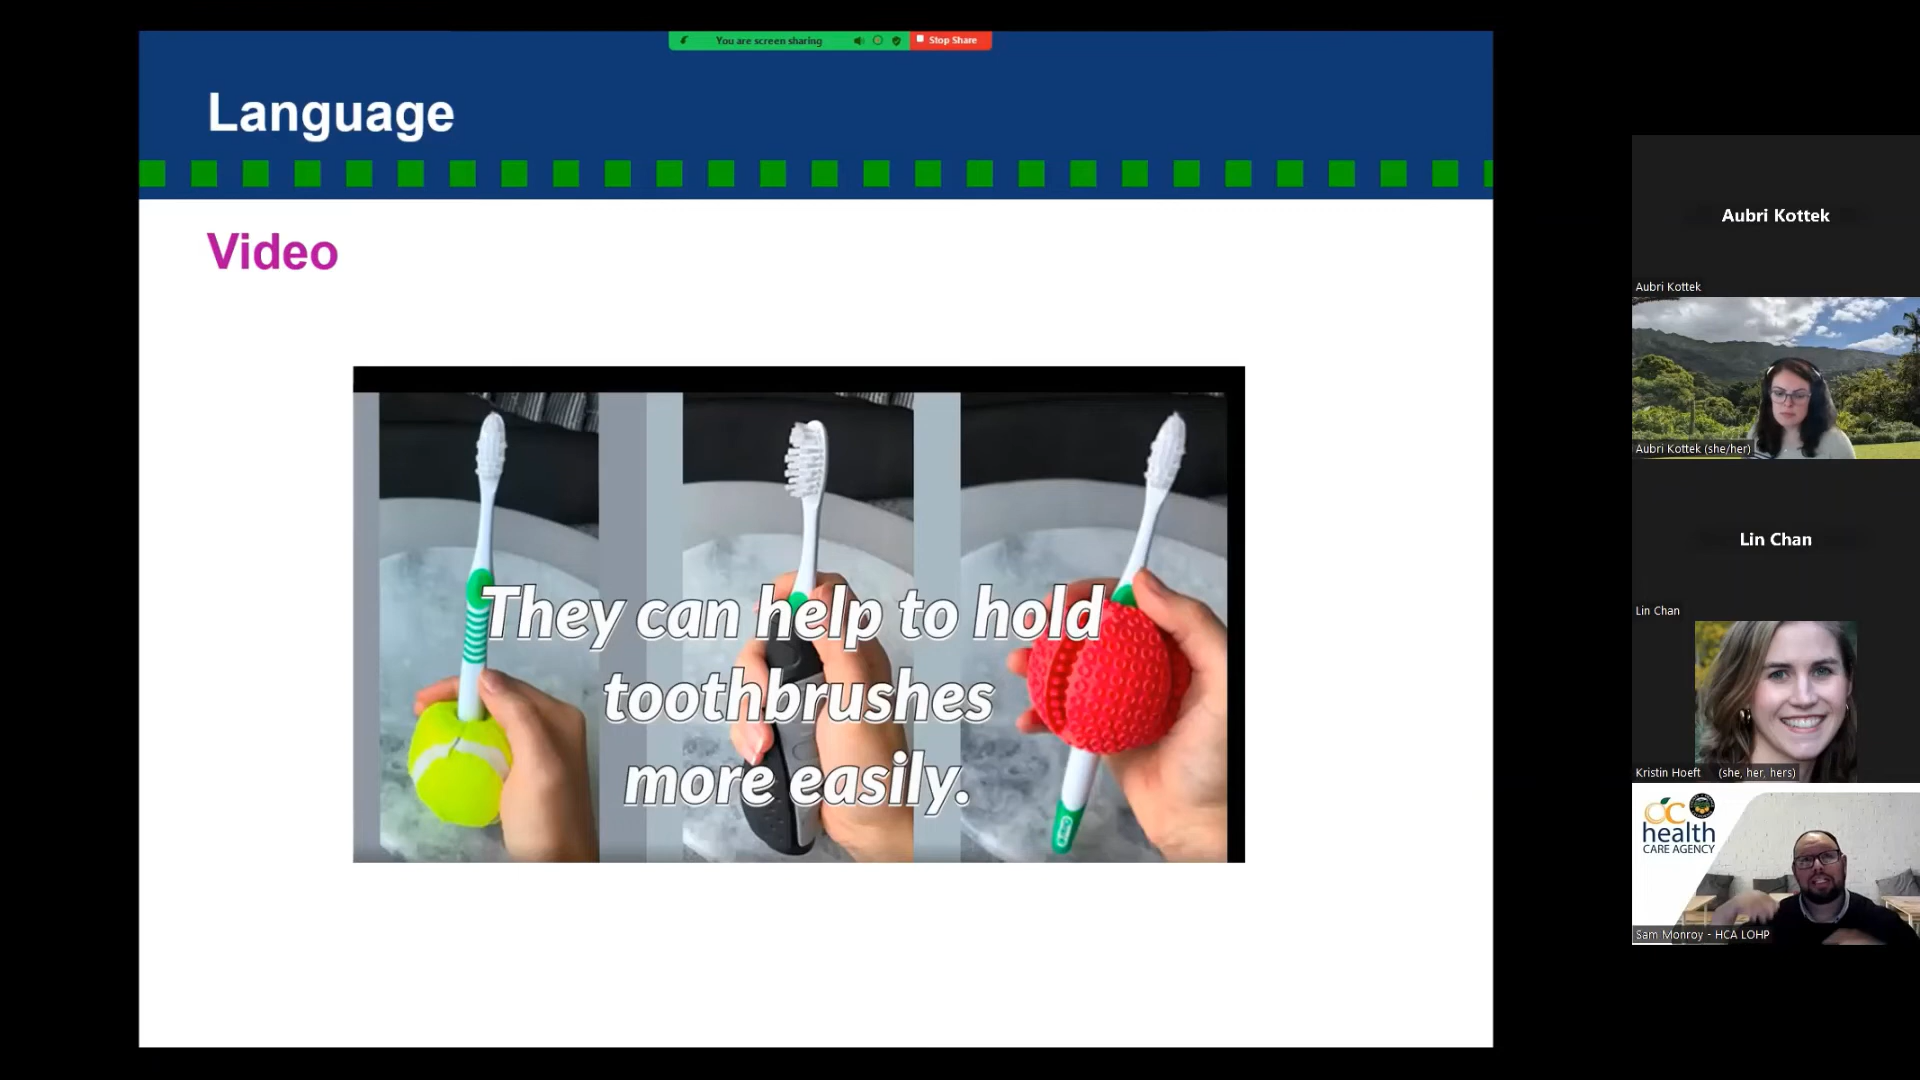 You are screen sharing
Stop Share
Language
Video
They can help to hold
toothbrushes
more easily.
Aubri Kottek
Aubri Kottek
Aubri Kottek (she/her)
Lin Chan
Lin Chan
Kristin Hoeft (she, her, hers)
OC
health
CARE AGENCY
Sam Monroy - HCA LOHP